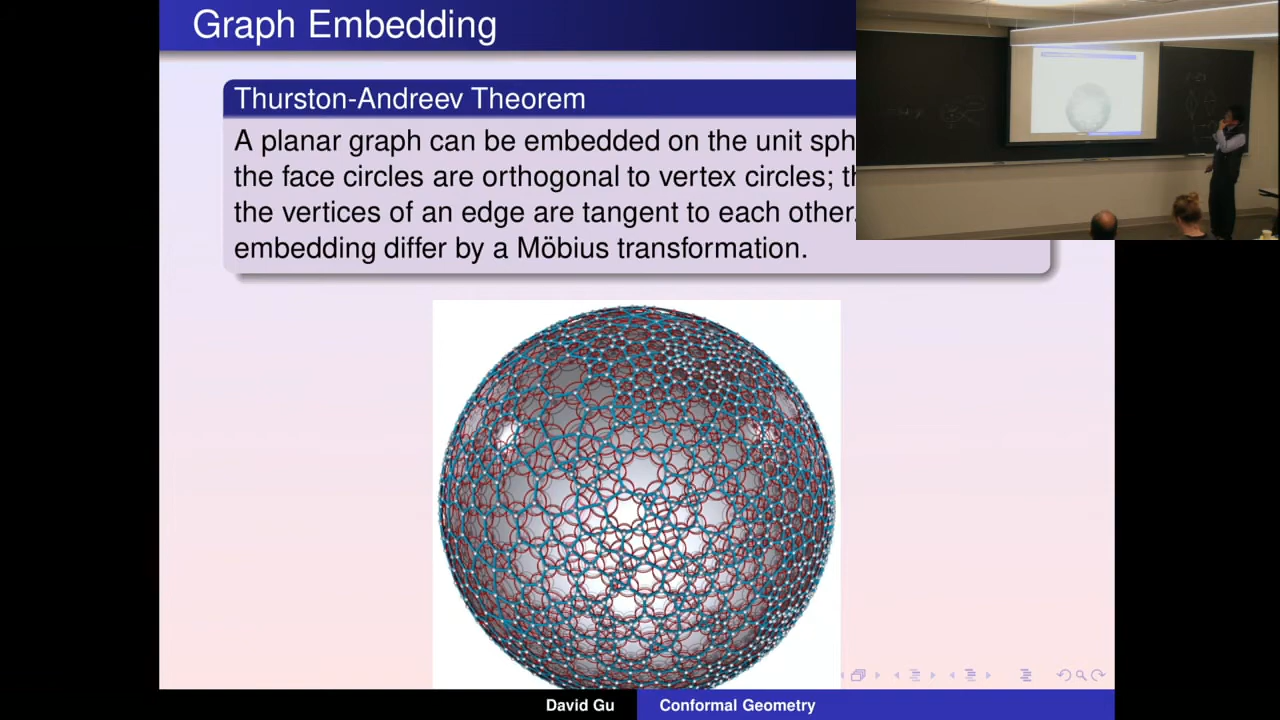 Graph Embedding
Thurston-Andreev Theorem
A planar graph can be embedded on the unit
the face circles are orthogonal to vertex circles;
the vertices of an edge are tangent to each other.
embedding differ by a Möbius transformation.
David Gu
Conformal Geometry